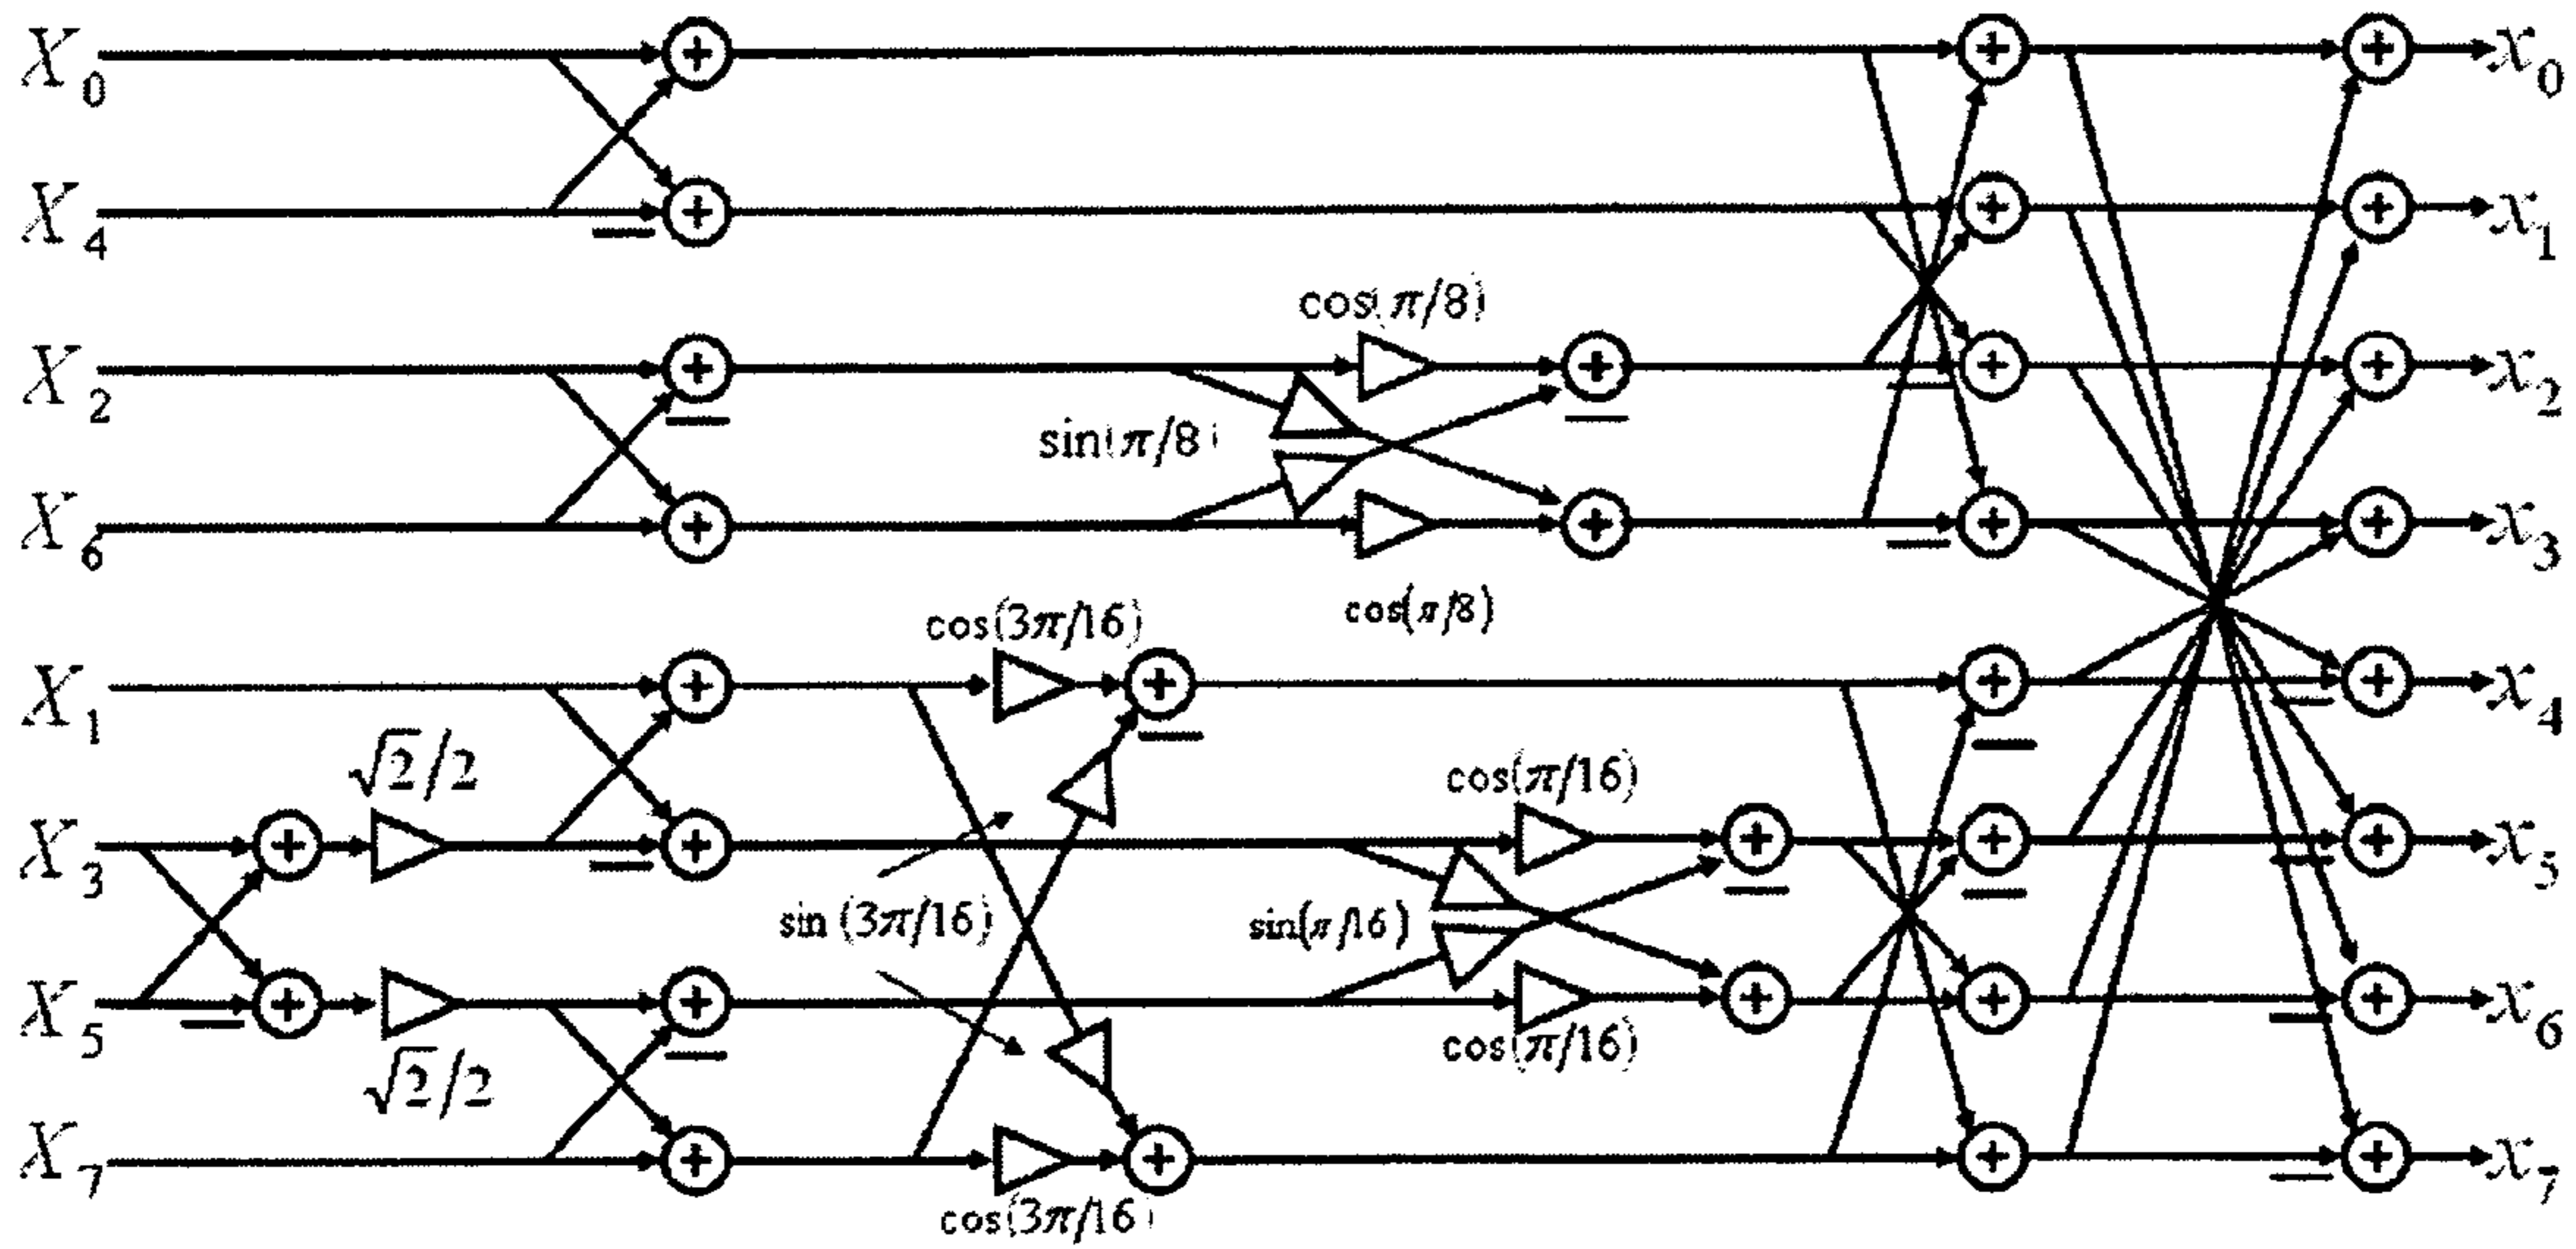 X0
x0
X4
x1
cos(π/8)
X2
x2
sin(π/8)
X6
x3
cos(π/8)
cos(3π/16)
X1
x4
√2/2
cos(π/16)
X3
x5
sin (3π/16)
sin(π/16)
X5
x6
cos(π/16)
√2/2
X7
x7
cos(3π/16)